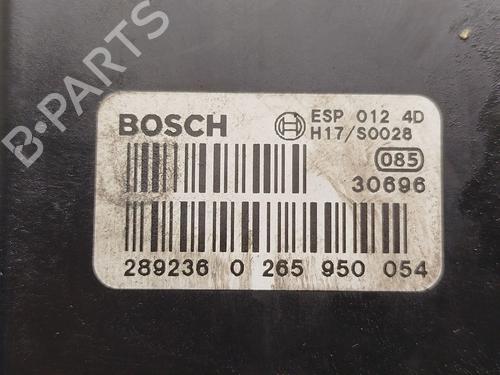 B-PARTS
BOSCH
ESP 012 4D
H17/S0028
085
30696
289236 0 265 950 054